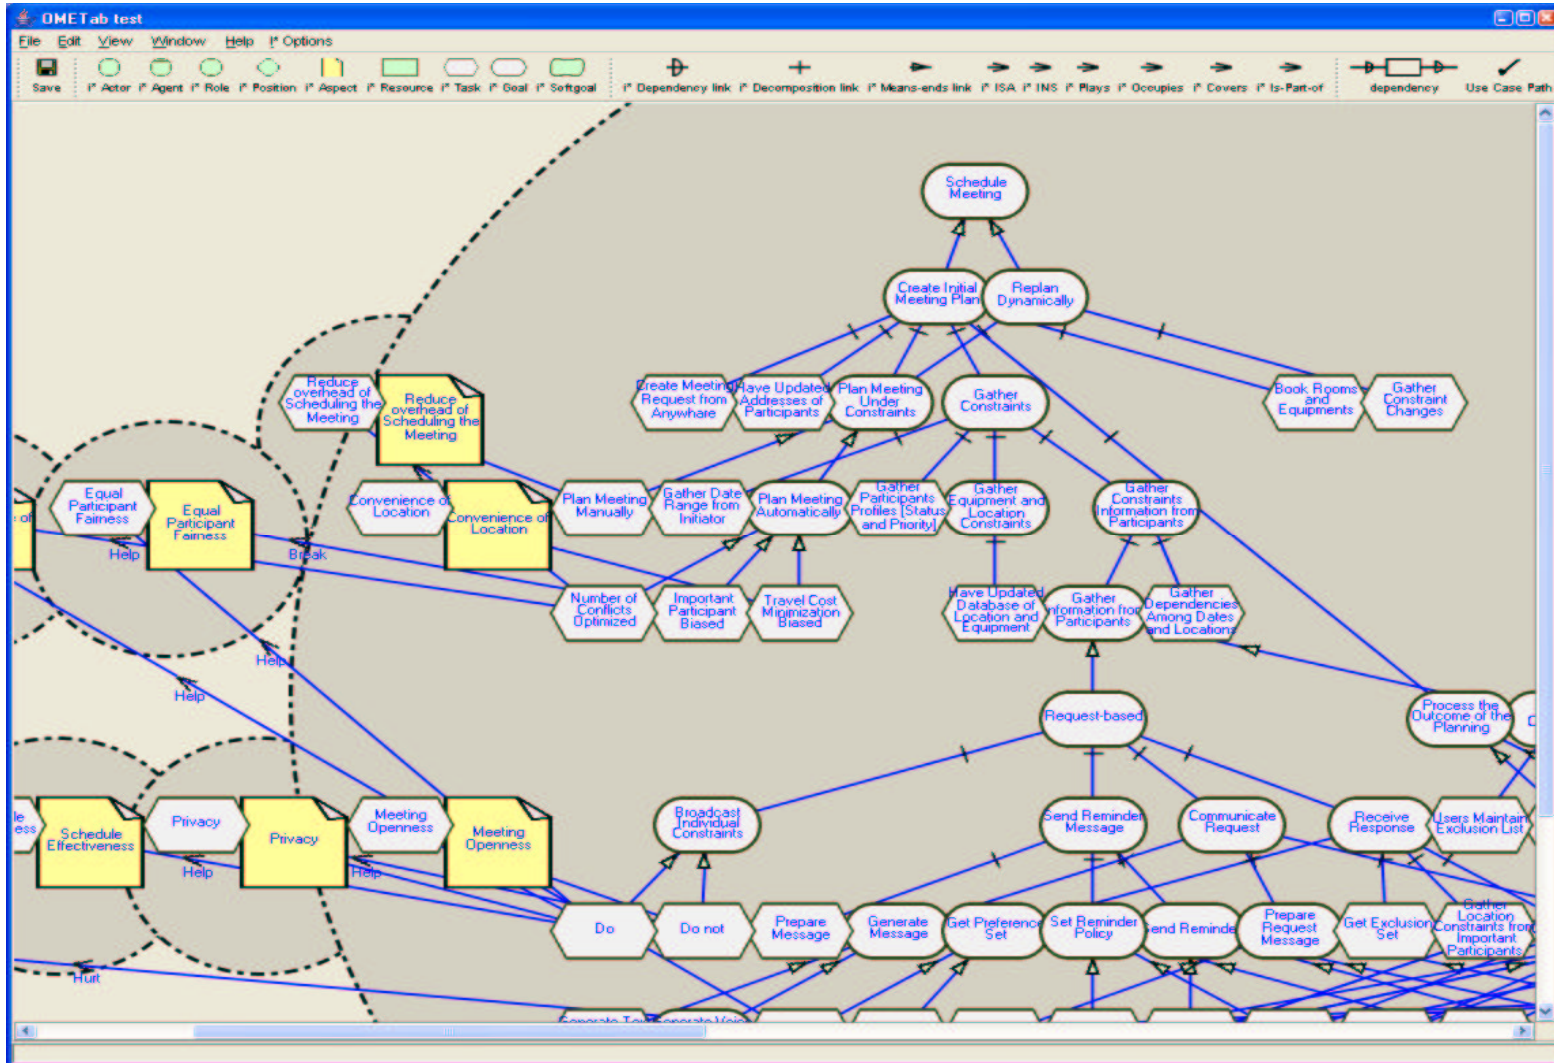 OMETab test
File Edit View Window Help i* Options
Save i* Actor i* Agent i* Role i* Position i* Aspect i* Resource i* Task i* Goal i* Softgoal i* Dependency link i* Decomposition link i* Means-ends link i* ISA i* INS i* Plays i* Occupies i* Covers i* Is-Part-of dependency Use Case Path
Schedule
Meeting
Create Initial
Meeting Plan
Replan
Dynamically
Reduce
overhead of
Scheduling the
Meeting
Reduce
overhead of
Scheduling the
Meeting
Create Meeting
Request from
Anywhare
Have Updated
Addresses of
Participants
Plan Meeting
Under
Constraints
Gather
Constraints
Book Rooms
and
Equipments
Gather
Constraint
Changes
of
Equal
Participant
Fairness
Equal
Participant
Fairness
Convenience of
Location
Convenience of
Location
Plan Meeting
Manually
Gather Date
Range from
Initiator
Plan Meeting
Automatically
Gather
Participants
Profiles [Status
and Priority]
Gather
Equipment and
Location
Constraints
Gather
Constraints
Information from
Participants
Help
Break
Number of
Conflicts
Optimized
Important
Participant
Biased
Travel Cost
Minimization
Biased
Have Updated
Database of
Location and
Equipment
Gather
Information from
Participants
Gather
Dependencies
Among Dates
and Locations
Help
Help
Request-based
Process the
Outcome of the
Planning
Schedule
Effectiveness
Privacy
Privacy
Meeting
Openness
Meeting
Openness
Broadcast
Individual
Constraints
Send Reminder
Message
Communicate
Request
Receive
Response
Users Maintain
Exclusion List
Help
Help
Do
Do not
Prepare
Message
Generate
Message
Get Preference
Set
Set Reminder
Policy
Send Reminde
Prepare
Request
Message
Get Exclusion
Set
Gather
Location
Constraints from
Important
Participants
Hurt